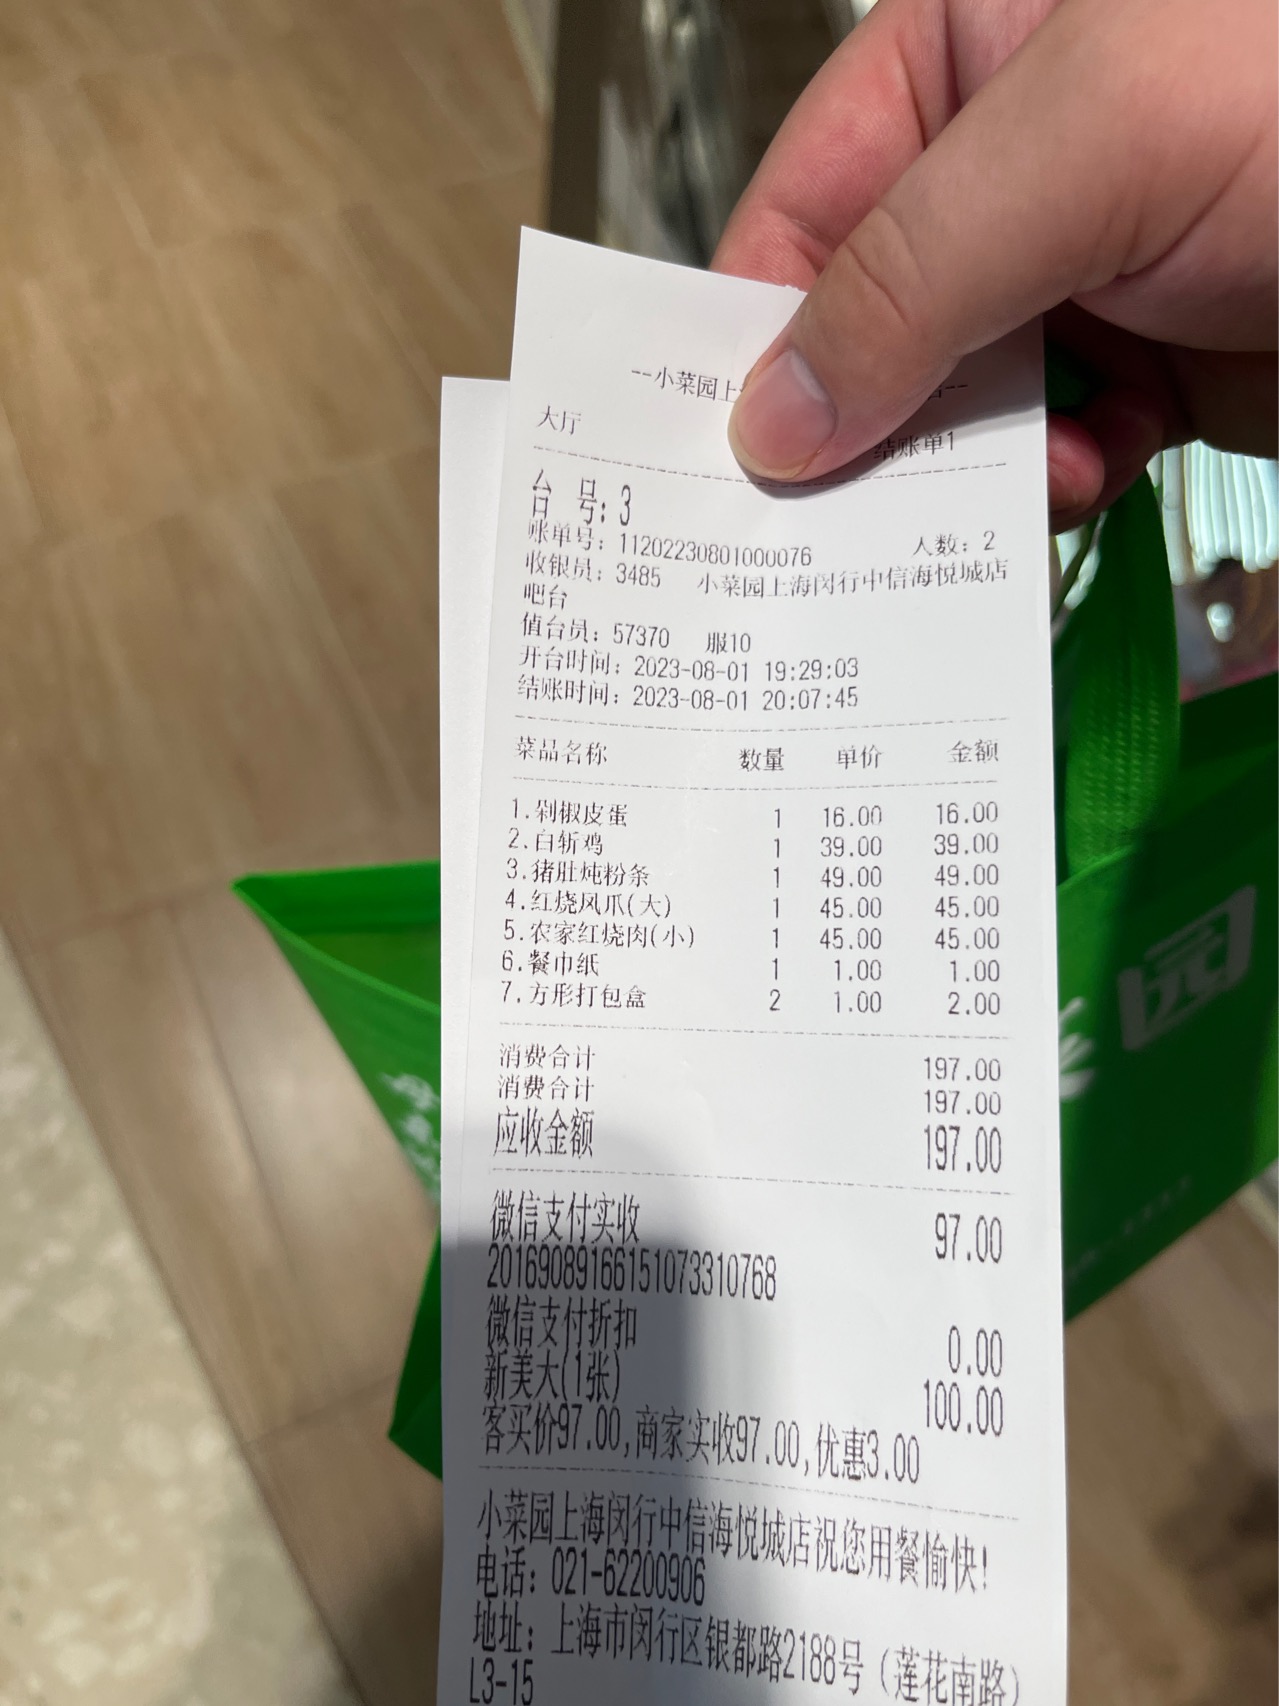 --小菜园上 店--
大厅 结账单1
台 号: 3
账单号: 11202230801000076 人数: 2
收银员: 3485 小菜园上海闵行中信海悦城店
吧台
值台员: 57370 服10
开台时间: 2023-08-01 19:29:03
结账时间: 2023-08-01 20:07:45
菜品名称 数量 单价 金额
1.剁椒皮蛋 1 16.00 16.00
2.白斩鸡 1 39.00 39.00
3.猪肚炖粉条 1 49.00 49.00
4.红烧凤爪(大) 1 45.00 45.00
5.农家红烧肉(小) 1 45.00 45.00
6.餐巾纸 1 1.00 1.00
7.方形打包盒 2 1.00 2.00
消费合计 197.00
消费合计 197.00
应收金额 197.00
微信支付实收 97.00
20169089166151073310768
微信支付折扣 0.00
新美大(1张) 100.00
客买价97.00,商家实收97.00,优惠3.00
小菜园上海闵行中信海悦城店祝您用餐愉快!
电话: 021-62200906
地址: 上海市闵行区银都路2188号（莲花南路）
L3-15
园